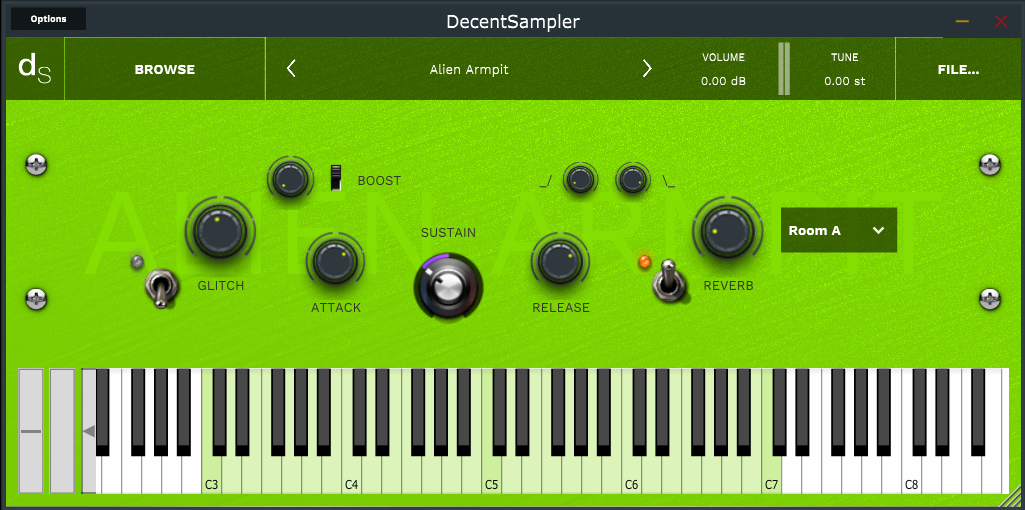 Options
DecentSampler
ds
BROWSE
Alien Armpit
VOLUME
0.00 dB
TUNE
0.00 st
FILE...
ALIEN ARMPIT
BOOST
_/
\_
SUSTAIN
Room A
GLITCH
ATTACK
RELEASE
REVERB
C3
C4
C5
C6
C7
C8